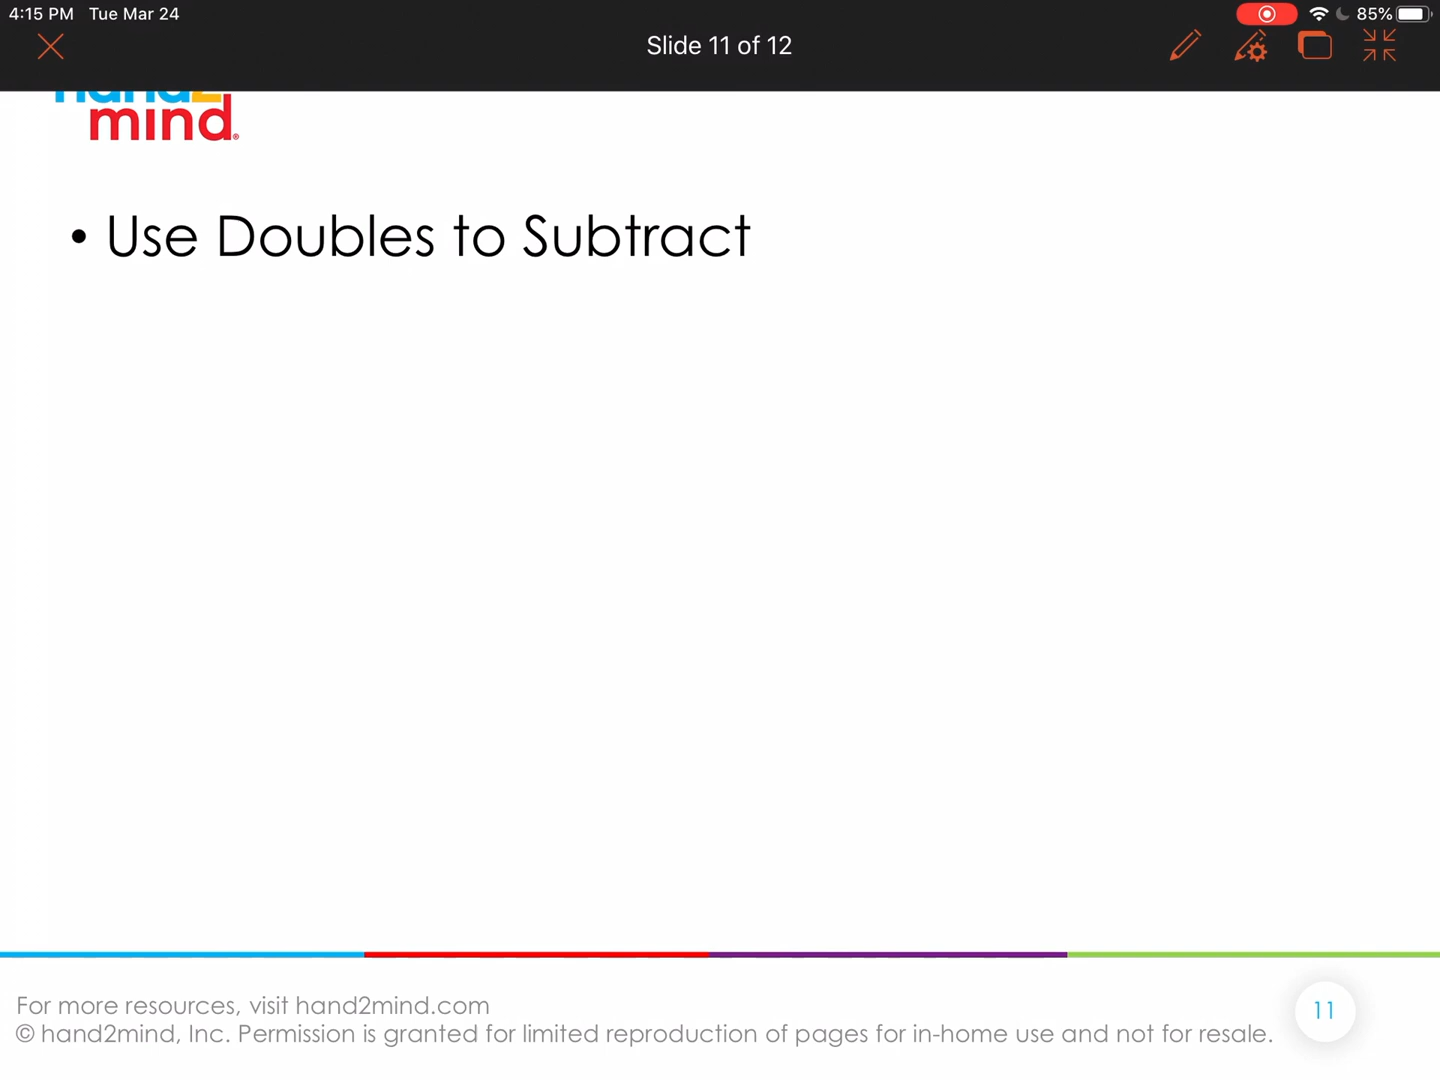 4:15 PM Tue Mar 24
85%
Slide 11 of 12
hand2
mind®
• Use Doubles to Subtract
For more resources, visit hand2mind.com
© hand2mind, Inc. Permission is granted for limited reproduction of pages for in-home use and not for resale.
11